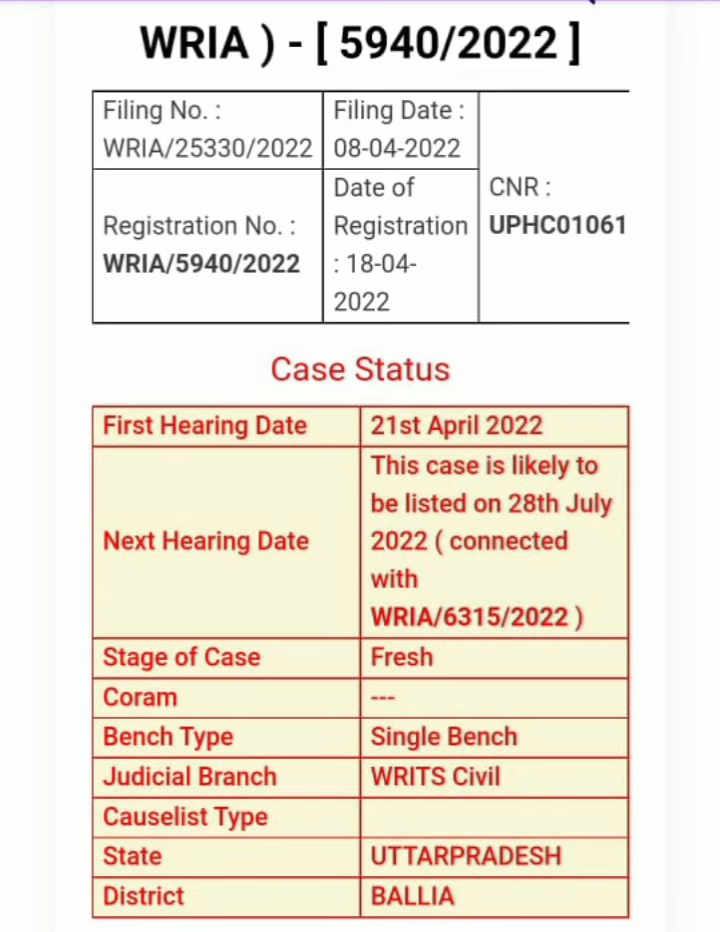 WRIA ) - [ 5940/2022 ]
Filing No. :
WRIA/25330/2022
Filing Date :
08-04-2022
Registration No. :
WRIA/5940/2022
Date of
Registration
: 18-04-
2022
CNR :
UPHC01061
Case Status
First Hearing Date
21st April 2022
Next Hearing Date
This case is likely to
be listed on 28th July
2022 ( connected
with
WRIA/6315/2022 )
Stage of Case
Fresh
Coram
---
Bench Type
Single Bench
Judicial Branch
WRITS Civil
Causelist Type
State
UTTARPRADESH
District
BALLIA